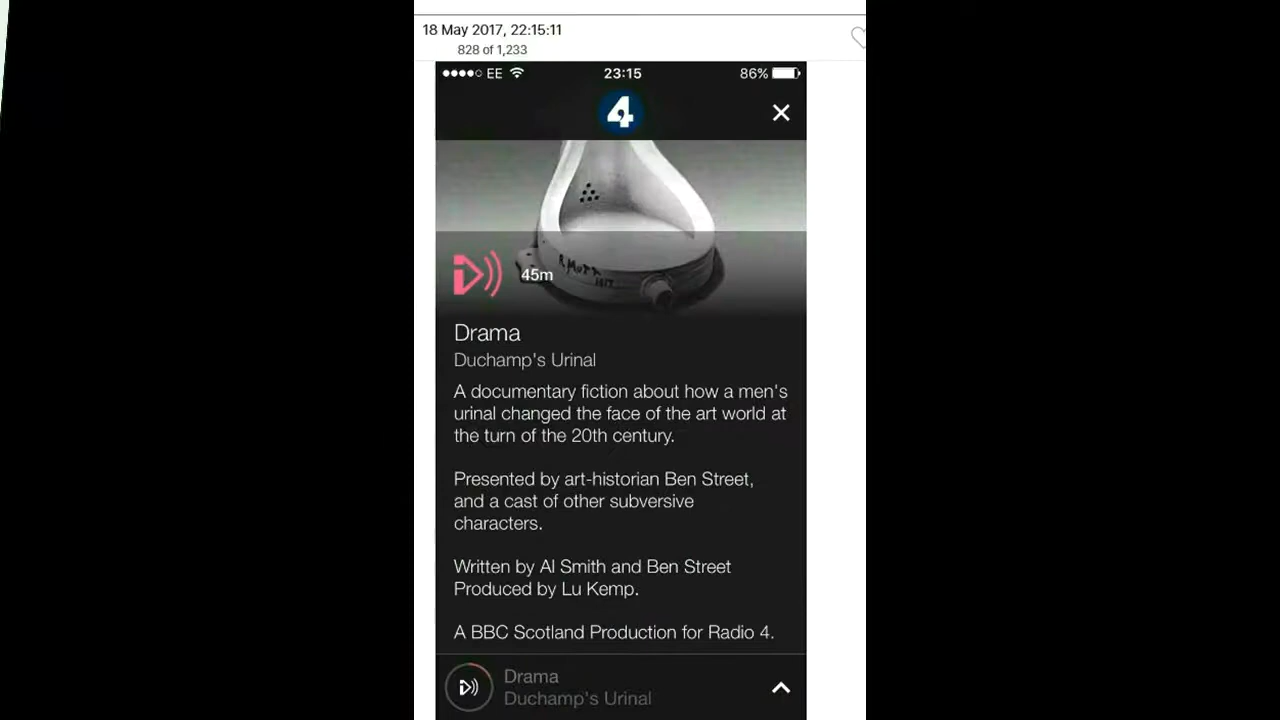 18 May 2017, 22:15:11
828 of 1,233
EE 23:15 86%
4
R.MUTT
1917
45m
Drama
Duchamp's Urinal
A documentary fiction about how a men's
urinal changed the face of the art world at
the turn of the 20th century.
Presented by art-historian Ben Street,
and a cast of other subversive
characters.
Written by Al Smith and Ben Street
Produced by Lu Kemp.
A BBC Scotland Production for Radio 4.
Drama
Duchamp's Urinal